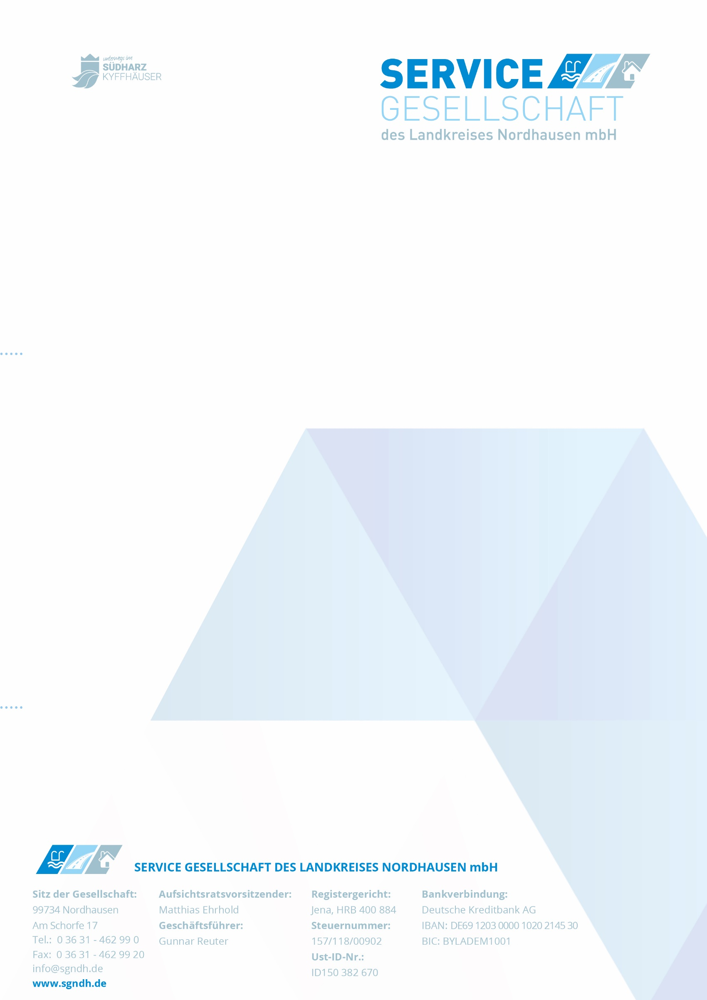 unterwegs im
SÜDHARZ
KYFFHÄUSER
SERVICE
GESELLSCHAFT
des Landkreises Nordhausen mbH
SERVICE GESELLSCHAFT DES LANDKREISES NORDHAUSEN mbH
Sitz der Gesellschaft:
99734 Nordhausen
Am Schorfe 17
Tel.: 0 36 31 - 462 99 0
Fax: 0 36 31 - 462 99 20
info@sgndh.de
www.sgndh.de
Aufsichtsratsvorsitzender:
Matthias Ehrhold
Geschäftsführer:
Gunnar Reuter
Registergericht:
Jena, HRB 400 884
Steuernummer:
157/118/00902
Ust-ID-Nr.:
ID150 382 670
Bankverbindung:
Deutsche Kreditbank AG
IBAN: DE69 1203 0000 1020 2145 30
BIC: BYLADEM1001